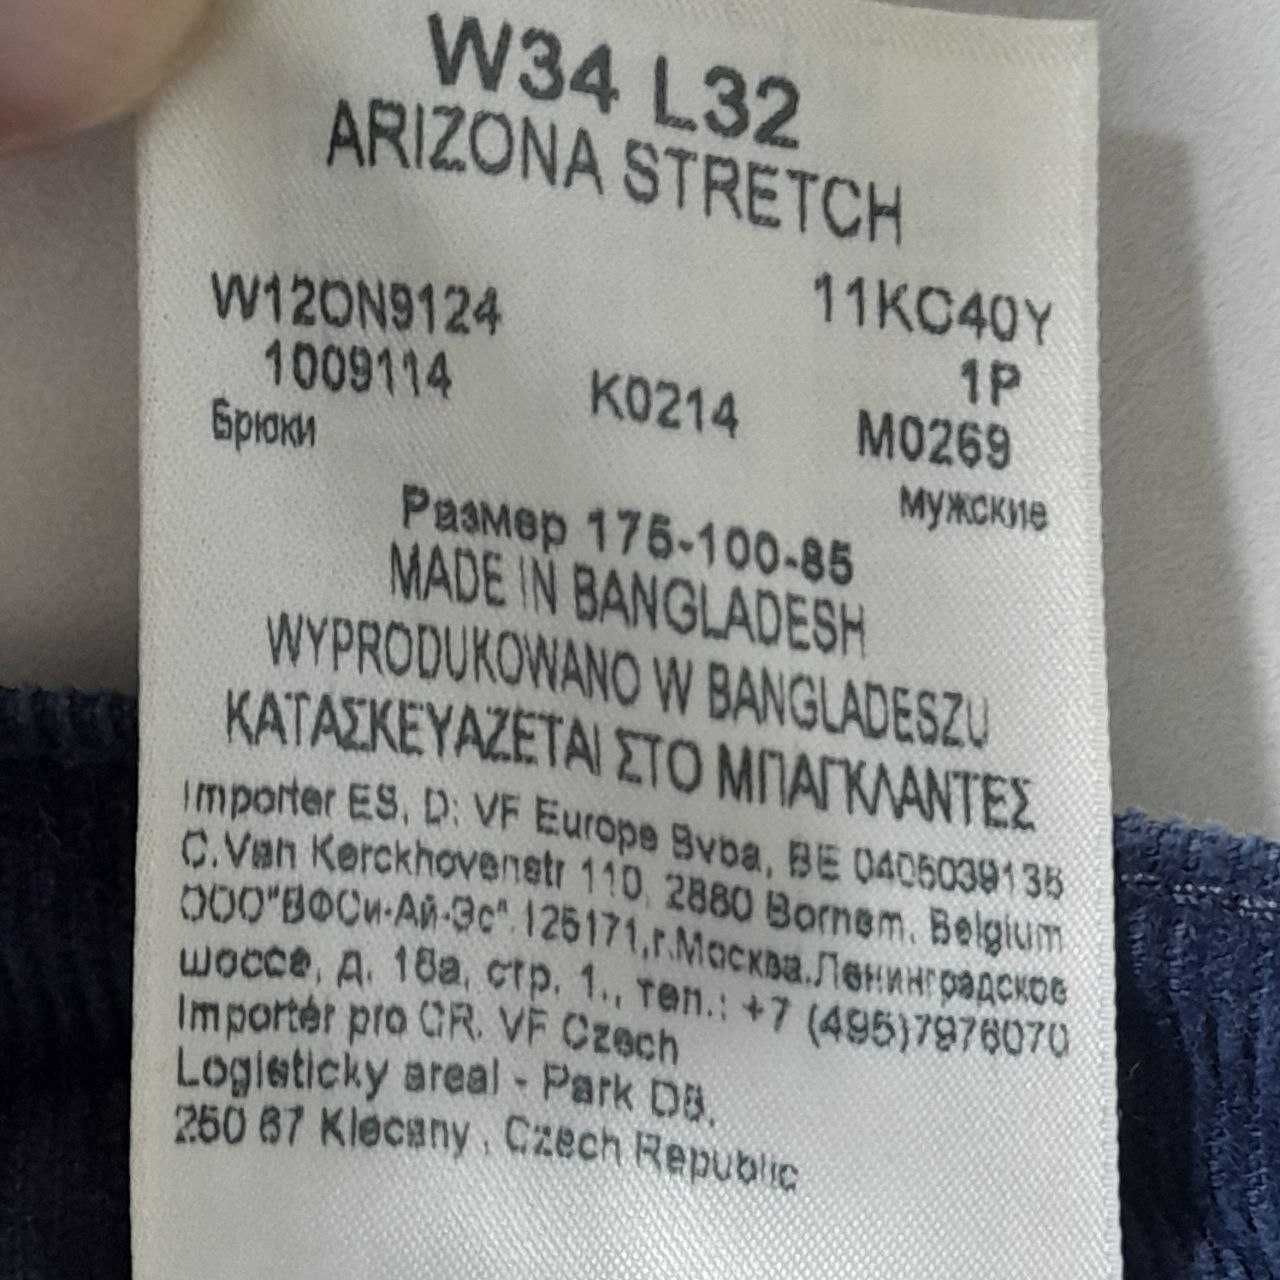 W34 L32
ARIZONA STRETCH
W12ON9124 11KC40Y
1009114 K0214 1P
Брюки M0269
Мужские
Размер 175-100-85
MADE IN BANGLADESH
WYPRODUKOWANO W BANGLADESZU
ΚΑΤΑΣΚΕΥΑΖΕΤΑΙ ΣΤΟ ΜΠΑΓΚΛΑΝΤΕΣ
Importer ES, D: VF Europe Bvba, BE 0405039135
C.Van Kerckhovenstr 110, 2880 Bornem, Belgium
ООО"ВФСи-Ай-Эс" 125171,г.Москва.Ленинградское
шоссе, д. 16а, стр. 1., тел.: +7 (495)7976070
Importér pro CR. VF Czech
Logisticky areal - Park D8,
250 67 Klecany , Czech Republic